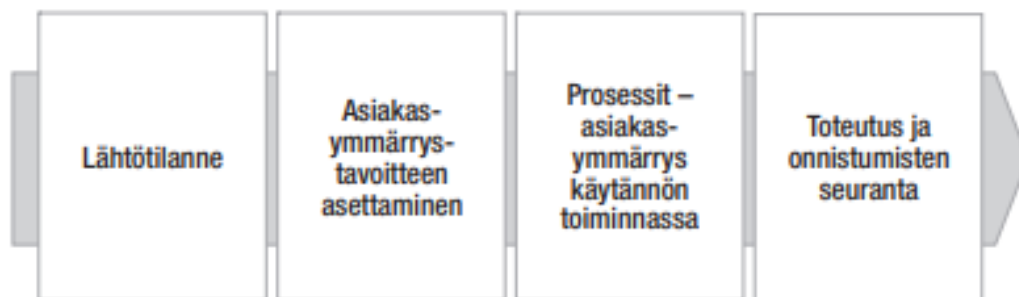 Lähtötilanne
Asiakas-
ymmärrys-
tavoitteen
asettaminen
Prosessit –
asiakas-
ymmärrys
käytännön
toiminnassa
Toteutus ja
onnistumisten
seuranta